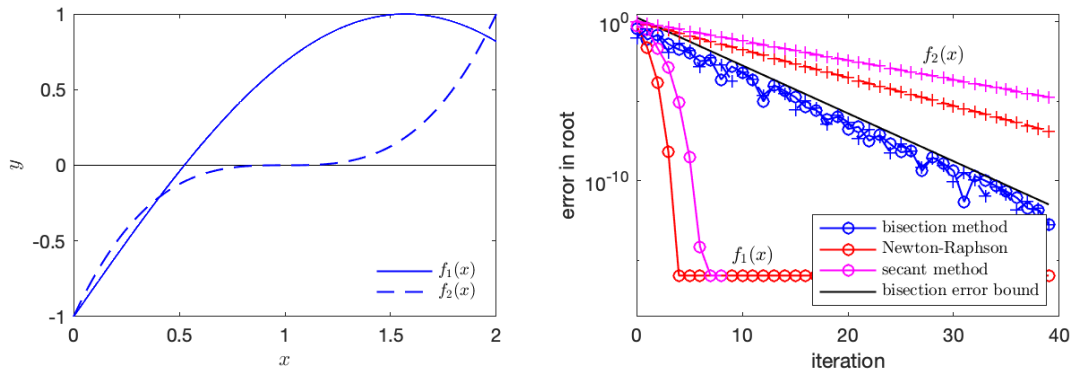 1
0.5
0
-0.5
-1
y
0
0.5
1
1.5
2
x
f₁(x)
f₂(x)
10⁰
10⁻⁵
10⁻¹⁰
error in root
0
10
20
30
40
iteration
f₂(x)
f₁(x)
bisection method
Newton-Raphson
secant method
bisection error bound